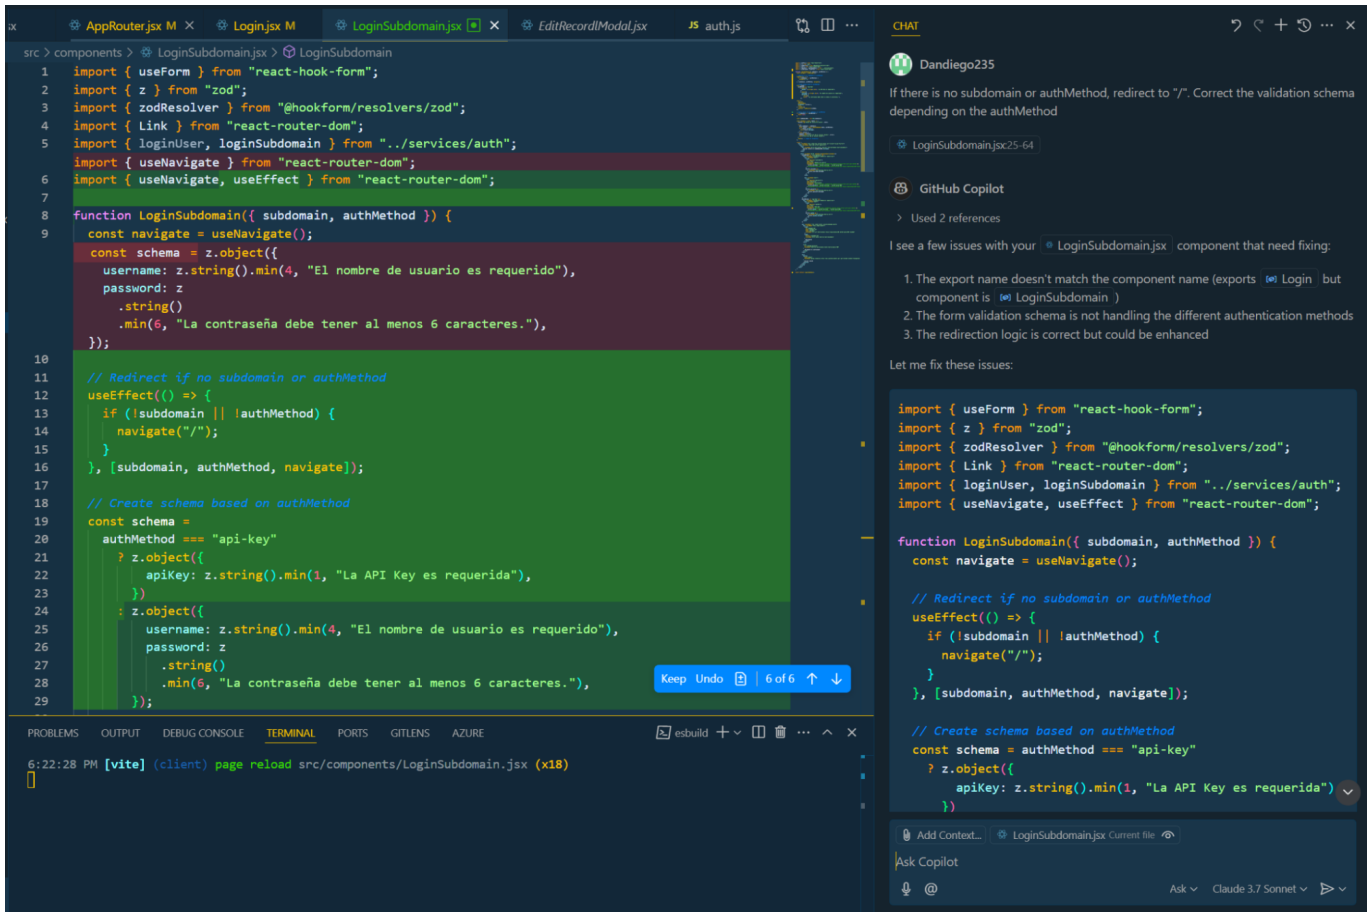 AppRouter.jsx M
Login.jsx M
LoginSubdomain.jsx
EditRecordlModal.jsx
JS auth.js
src > components > LoginSubdomain.jsx > LoginSubdomain
1 import { useForm } from "react-hook-form";
2 import { z } from "zod";
3 import { zodResolver } from "@hookform/resolvers/zod";
4 import { Link } from "react-router-dom";
5 import { loginUser, loginSubdomain } from "../services/auth";
import { useNavigate } from "react-router-dom";
6 import { useNavigate, useEffect } from "react-router-dom";
7
8 function LoginSubdomain({ subdomain, authMethod }) {
9 const navigate = useNavigate();
const schema = z.object({
username: z.string().min(4, "El nombre de usuario es requerido"),
password: z
.string()
.min(6, "La contraseña debe tener al menos 6 caracteres."),
});
10
11 // Redirect if no subdomain or authMethod
12 useEffect(() => {
13 if (!subdomain || !authMethod) {
14 navigate("/");
15 }
16 }, [subdomain, authMethod, navigate]);
17
18 // Create schema based on authMethod
19 const schema =
20 authMethod === "api-key"
21 ? z.object({
22 apiKey: z.string().min(1, "La API Key es requerida"),
23 })
24 : z.object({
25 username: z.string().min(4, "El nombre de usuario es requerido"),
26 password: z
27 .string()
28 .min(6, "La contraseña debe tener al menos 6 caracteres."),
29 });
Keep Undo 6 of 6
PROBLEMS OUTPUT DEBUG CONSOLE TERMINAL PORTS GITLENS AZURE
esbuild
6:22:28 PM [vite] (client) page reload src/components/LoginSubdomain.jsx (x18)
CHAT
Dandiego235
If there is no subdomain or authMethod, redirect to "/". Correct the validation schema
depending on the authMethod
LoginSubdomain.jsx:25-64
GitHub Copilot
> Used 2 references
I see a few issues with your LoginSubdomain.jsx component that need fixing:
1. The export name doesn't match the component name (exports Login but
component is LoginSubdomain )
2. The form validation schema is not handling the different authentication methods
3. The redirection logic is correct but could be enhanced
Let me fix these issues:
import { useForm } from "react-hook-form";
import { z } from "zod";
import { zodResolver } from "@hookform/resolvers/zod";
import { Link } from "react-router-dom";
import { loginUser, loginSubdomain } from "../services/auth";
import { useNavigate, useEffect } from "react-router-dom";
function LoginSubdomain({ subdomain, authMethod }) {
const navigate = useNavigate();
// Redirect if no subdomain or authMethod
useEffect(() => {
if (!subdomain || !authMethod) {
navigate("/");
}
}, [subdomain, authMethod, navigate]);
// Create schema based on authMethod
const schema = authMethod === "api-key"
? z.object({
apiKey: z.string().min(1, "La API Key es requerida")
})
Add Context... LoginSubdomain.jsx Current file
Ask Copilot
@ Ask Claude 3.7 Sonnet